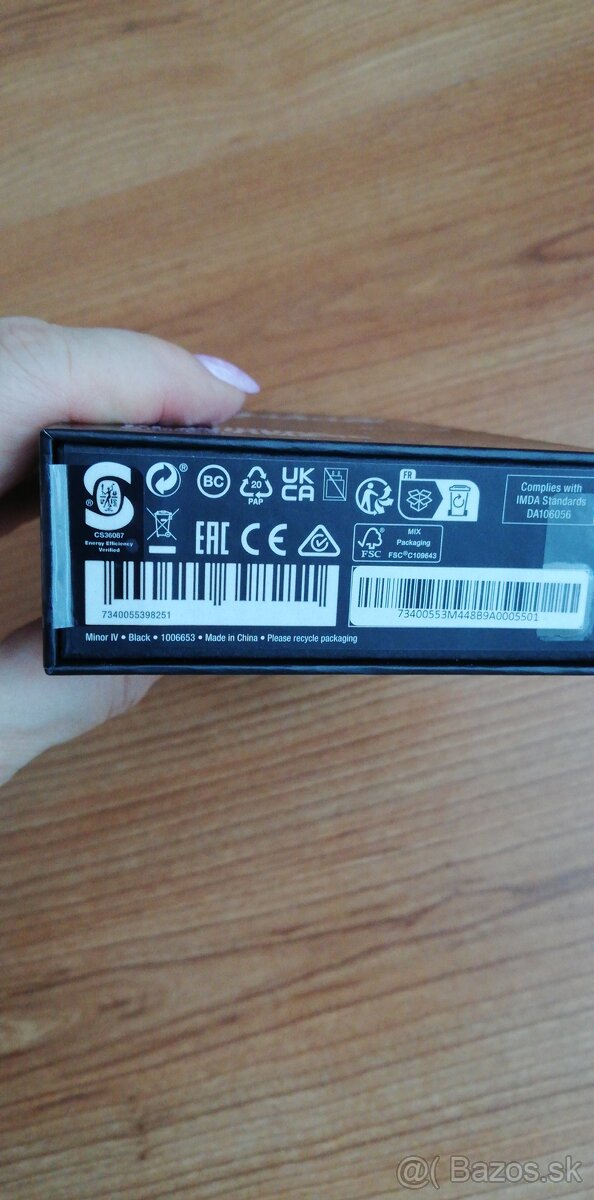 ®
CS36087
Energy Efficiency
Verified
®
BC
20
PAP
UK
CA
FR
Complies with
IMDA Standards
DA106056
EAC CE
FSC
MIX
Packaging
FSC® C109643
7340055398251
73400553M448B9A0005501
Minor IV • Black • 1006653 • Made in China • Please recycle packaging
@( Bazos.sk